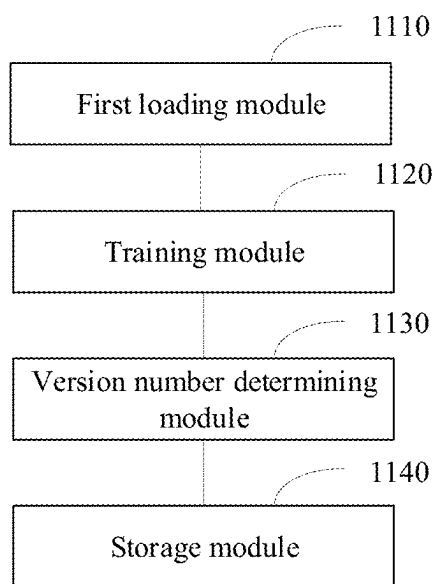 1110
First loading module
1120
Training module
1130
Version number determining
module
1140
Storage module